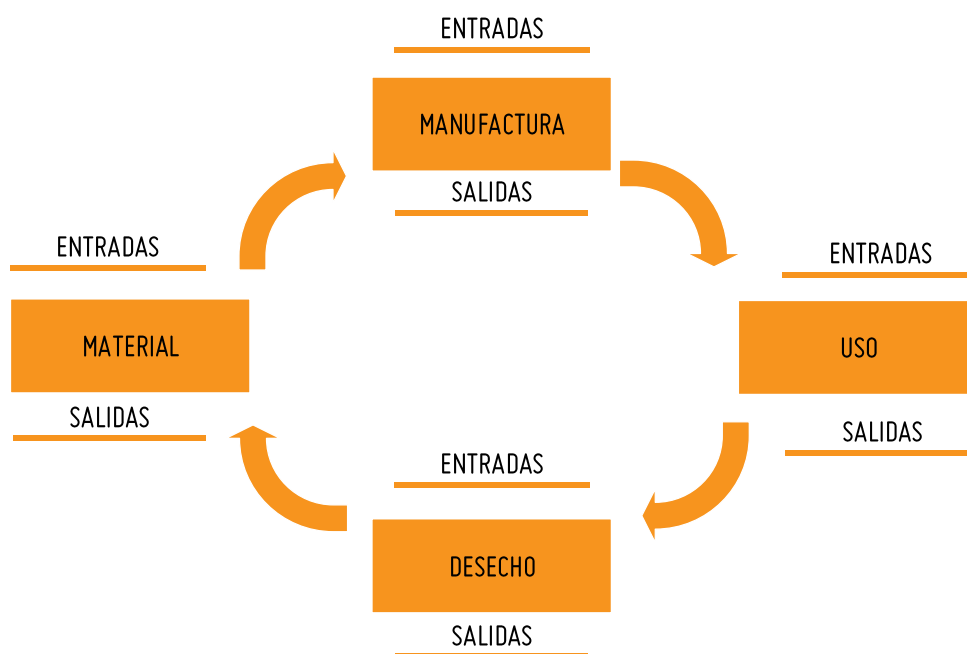 ENTRADAS
MANUFACTURA
SALIDAS
ENTRADAS
MATERIAL
SALIDAS
ENTRADAS
USO
SALIDAS
ENTRADAS
DESECHO
SALIDAS